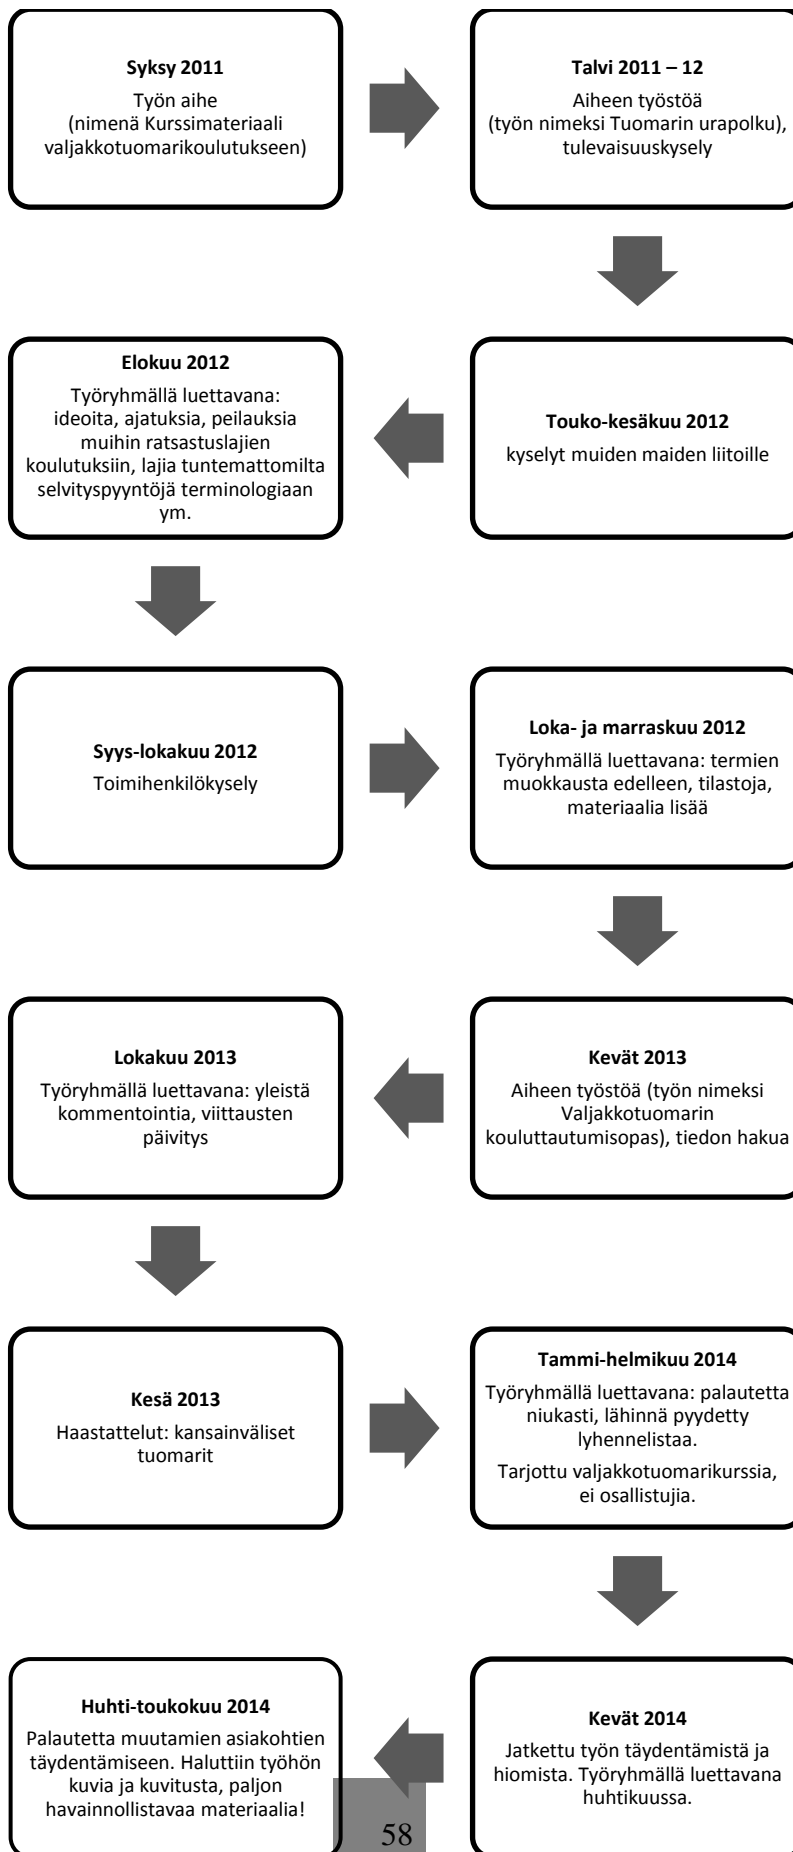 Syksy 2011
Työn aihe
(nimenä Kurssimateriaali
valjakkotuomarikoulutukseen)
Talvi 2011 – 12
Aiheen työstöä
(työn nimeksi Tuomarin urapolku),
tulevaisuuskysely
Touko-kesäkuu 2012
kyselyt muiden maiden liitoille
Elokuu 2012
Työryhmällä luettavana:
ideoita, ajatuksia, peilauksia
muihin ratsastuslajien
koulutuksiin, lajia tuntemattomilta
selvityspyyntöjä terminologiaan
ym.
Syys-lokakuu 2012
Toimihenkilökysely
Loka- ja marraskuu 2012
Työryhmällä luettavana: termien
muokkausta edelleen, tilastoja,
materiaalia lisää
Kevät 2013
Aiheen työstöä (työn nimeksi
Valjakkotuomarin
kouluttautumisopas), tiedon hakua
Lokakuu 2013
Työryhmällä luettavana: yleistä
kommentointia, viittausten
päivitys
Kesä 2013
Haastattelut: kansainväliset
tuomarit
Tammi-helmikuu 2014
Työryhmällä luettavana: palautetta
niukasti, lähinnä pyydetty
lyhennelistaa.
Tarjottu valjakkotuomarikurssia,
ei osallistujia.
Kevät 2014
Jatkettu työn täydentämistä ja
hiomista. Työryhmällä luettavana
huhtikuussa.
Huhti-toukokuu 2014
Palautetta muutamien asiakohtien
täydentämiseen. Haluttiin työhön
kuvia ja kuvitusta, paljon
havainnollistavaa materiaalia!
58